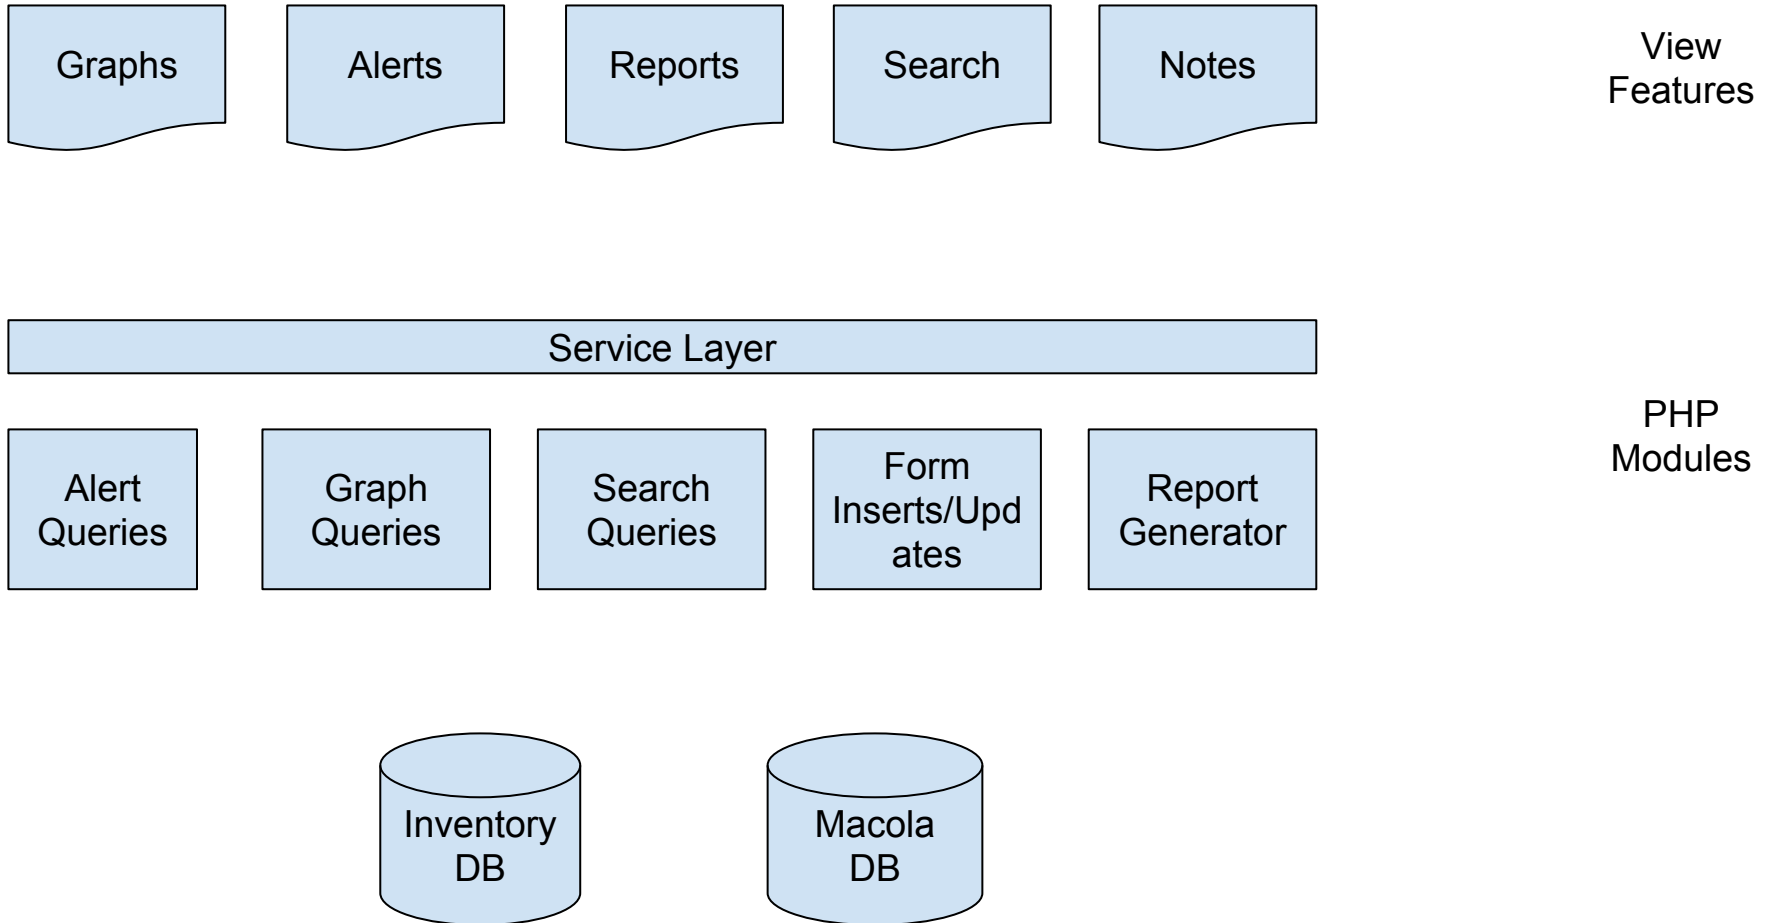 Graphs
Alerts
Reports
Search
Notes
View
Features
Service Layer
PHP
Modules
Alert
Queries
Graph
Queries
Search
Queries
Form
Inserts/Upd
ates
Report
Generator
Inventory
DB
Macola
DB